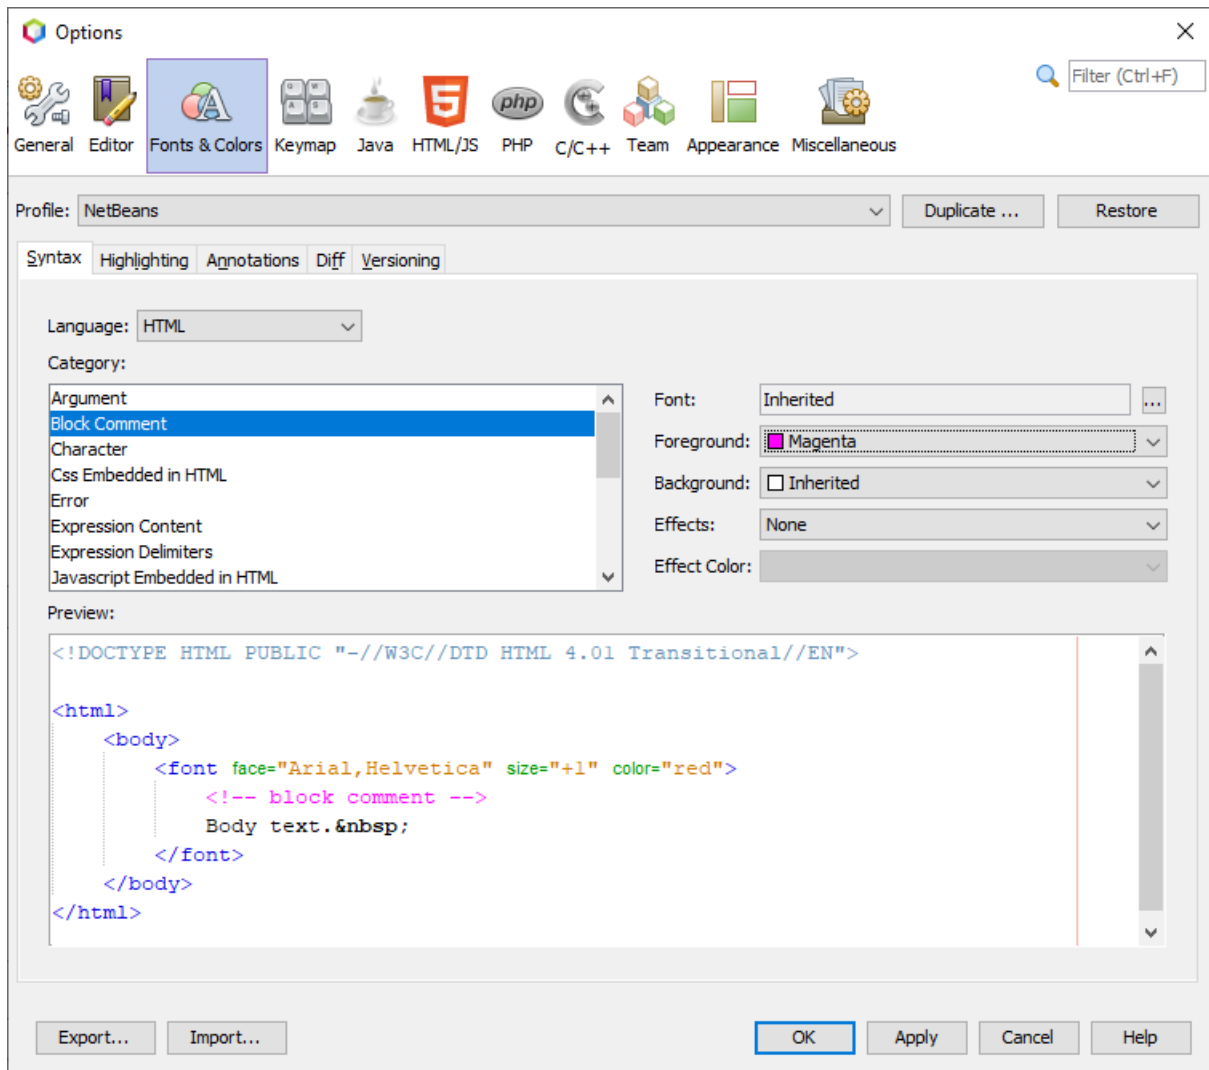 Options
Filter (Ctrl+F)
General Editor Fonts & Colors Keymap Java HTML/JS PHP C/C++ Team Appearance Miscellaneous
php
Profile: NetBeans Duplicate ... Restore
Syntax Highlighting Annotations Diff Versioning
Language: HTML
Category:
Argument
Block Comment
Character
Css Embedded in HTML
Error
Expression Content
Expression Delimiters
Javascript Embedded in HTML
Font: Inherited ...
Foreground: Magenta
Background: Inherited
Effects: None
Effect Color:
Preview:
<!DOCTYPE HTML PUBLIC "-//W3C//DTD HTML 4.01 Transitional//EN">
<html>
<body>
<font face="Arial,Helvetica" size="+1" color="red">
<!-- block comment -->
Body text.&nbsp;
</font>
</body>
</html>
Export... Import... OK Apply Cancel Help